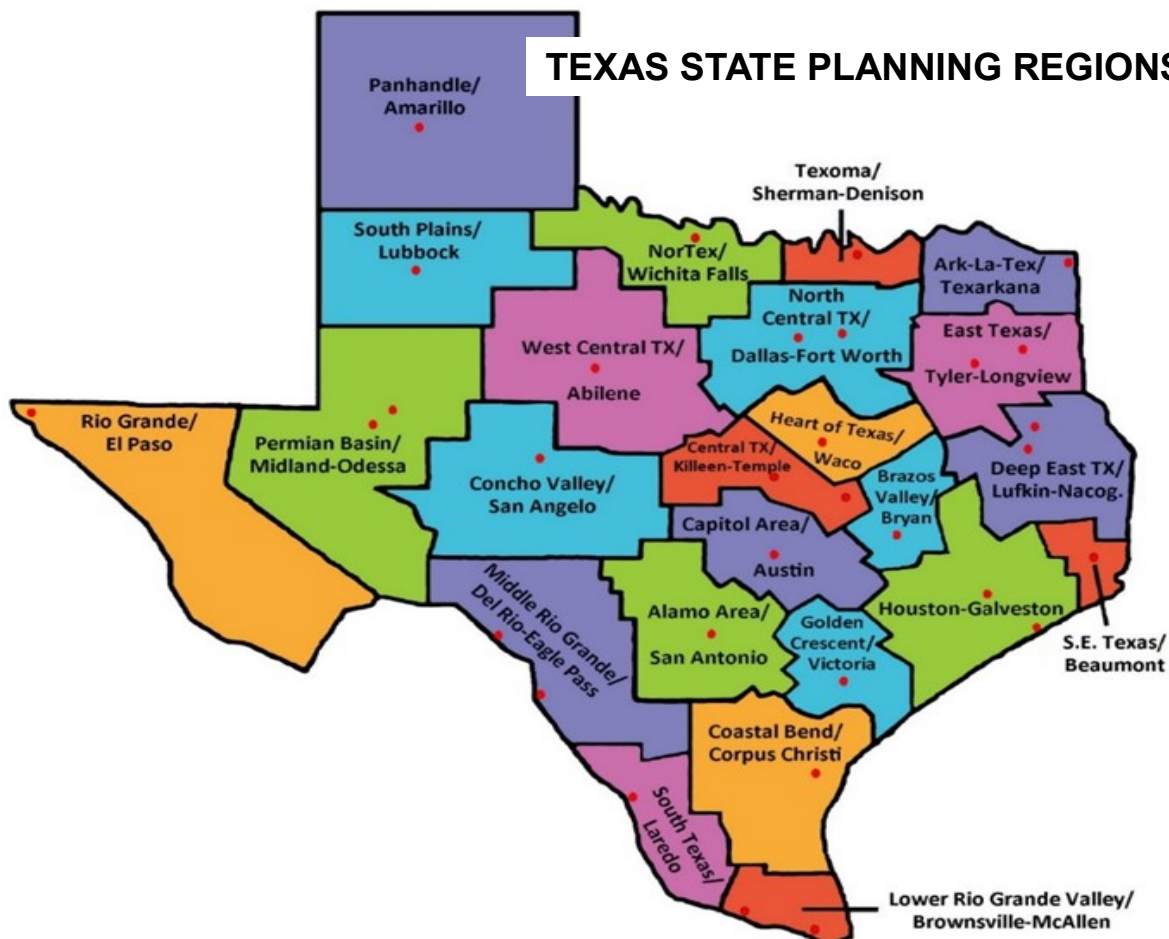 TEXAS STATE PLANNING REGIONS
Panhandle/
Amarillo
Texoma/
Sherman-Denison
South Plains/
Lubbock
NorTex/
Wichita Falls
Ark-La-Tex/
Texarkana
North
Central TX/
Dallas-Fort Worth
East Texas/
Tyler-Longview
West Central TX/
Abilene
Rio Grande/
El Paso
Permian Basin/
Midland-Odessa
Heart of Texas/
Waco
Central TX/
Killeen-Temple
Concho Valley/
San Angelo
Brazos
Valley/
Bryan
Deep East TX/
Lufkin-Nacog.
Capitol Area/
Austin
Middle Rio Grande/
Del Rio-Eagle Pass
Alamo Area/
San Antonio
Golden
Crescent/
Victoria
Houston-Galveston
S.E. Texas/
Beaumont
Coastal Bend/
Corpus Christi
South Texas/
Laredo
Lower Rio Grande Valley/
Brownsville-McAllen